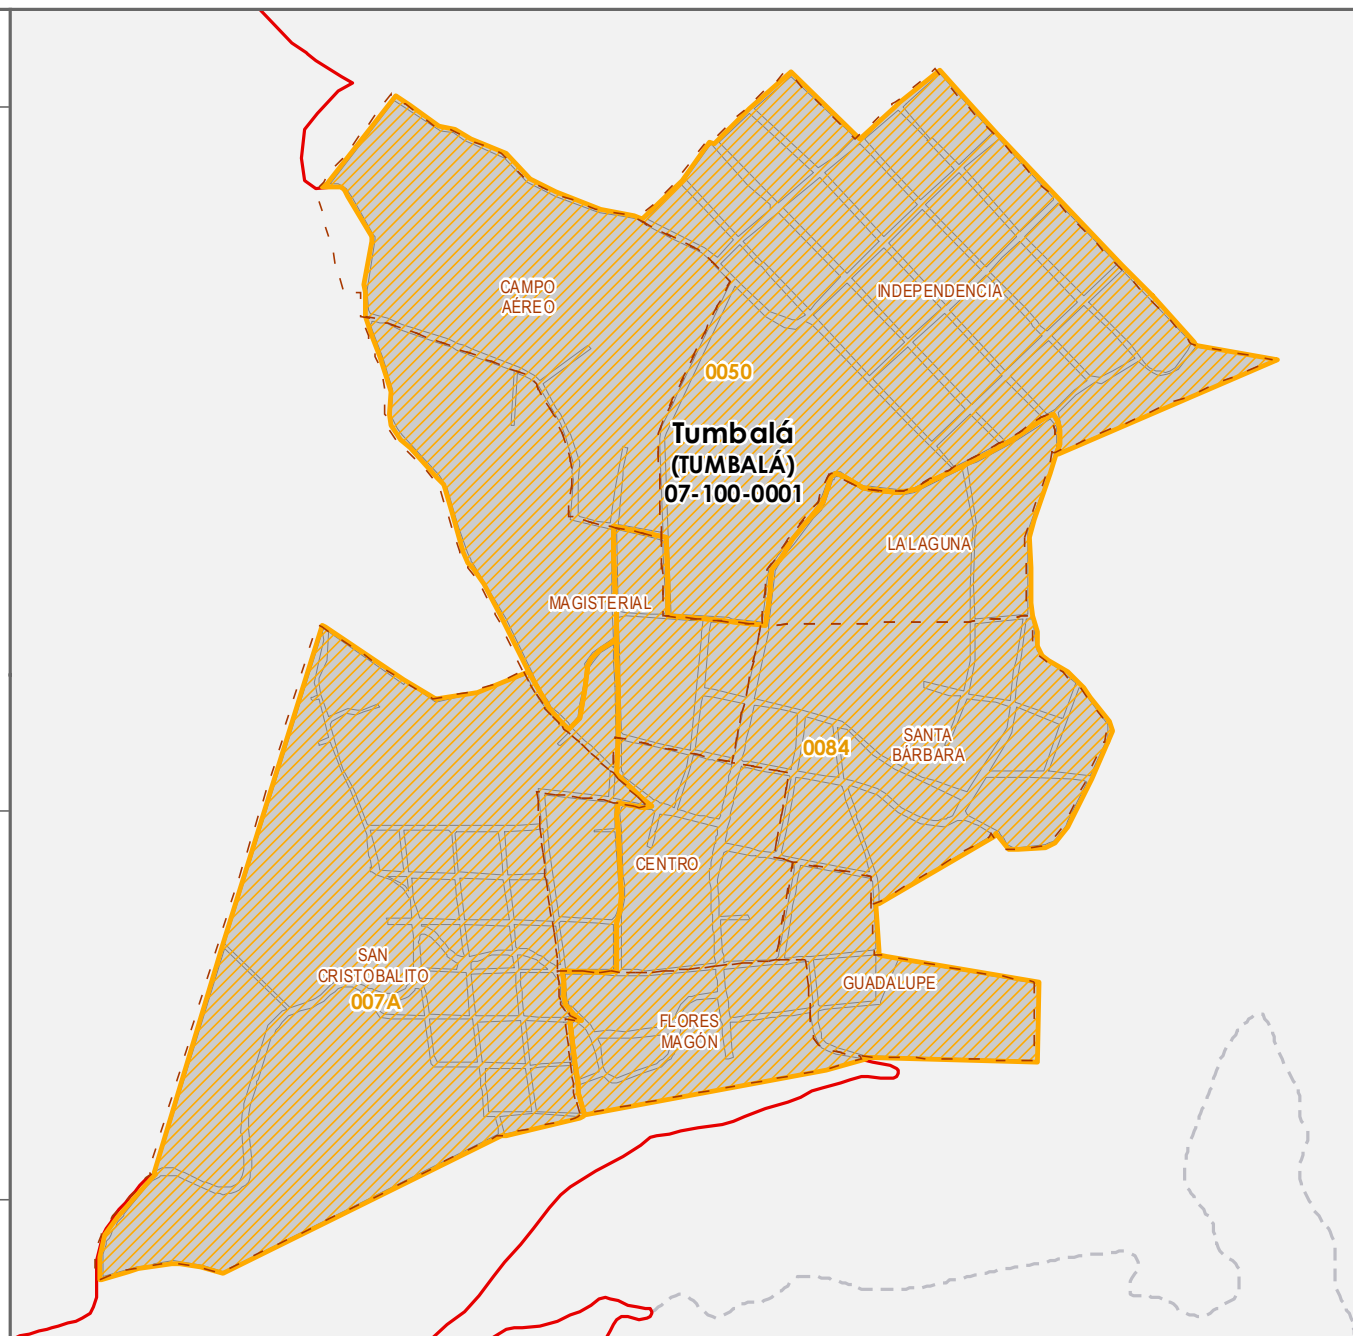 CAMPO
AÉREO
INDEPENDENCIA
0050
Tumbalá
(TUMBALÁ)
07-100-0001
LA LAGUNA
MAGISTERIAL
SANTA
BÁRBARA
0084
CENTRO
SAN
CRISTOBALITO
007A
GUADALUPE
FLORES
MAGÓN